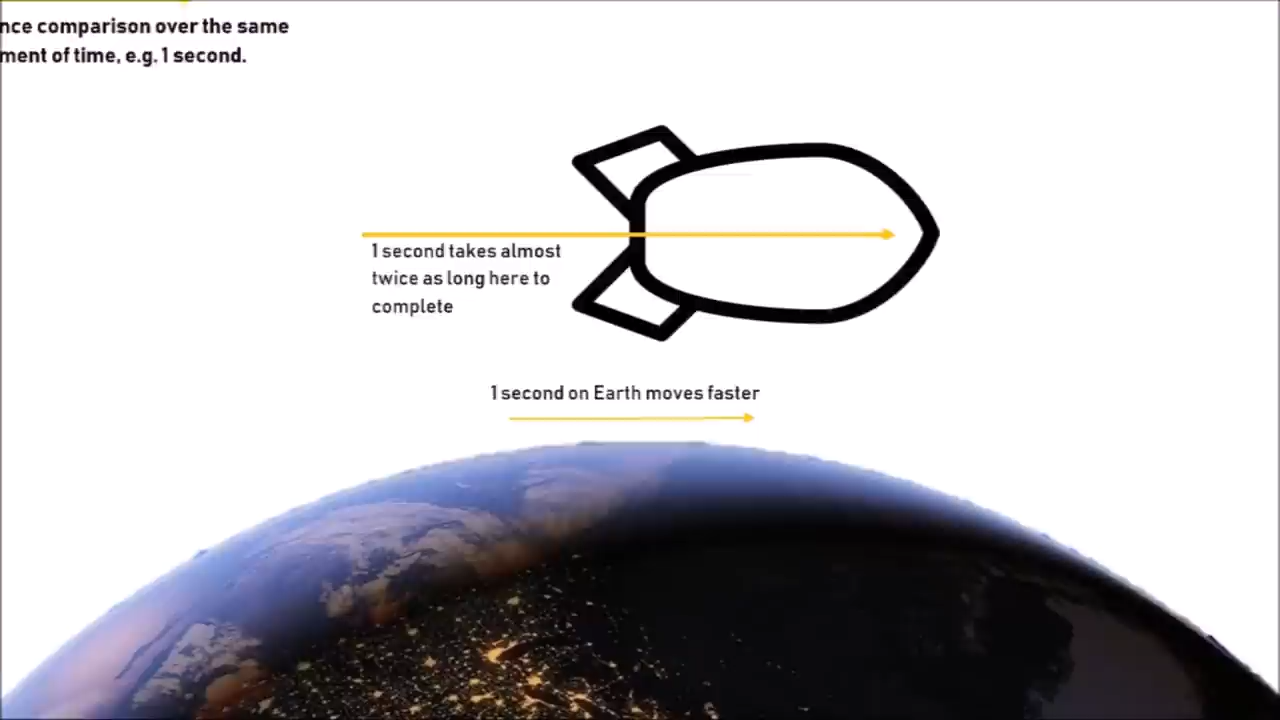 nce comparison over the same
ment of time, e.g. 1 second.
1 second takes almost
twice as long here to
complete
1 second on Earth moves faster